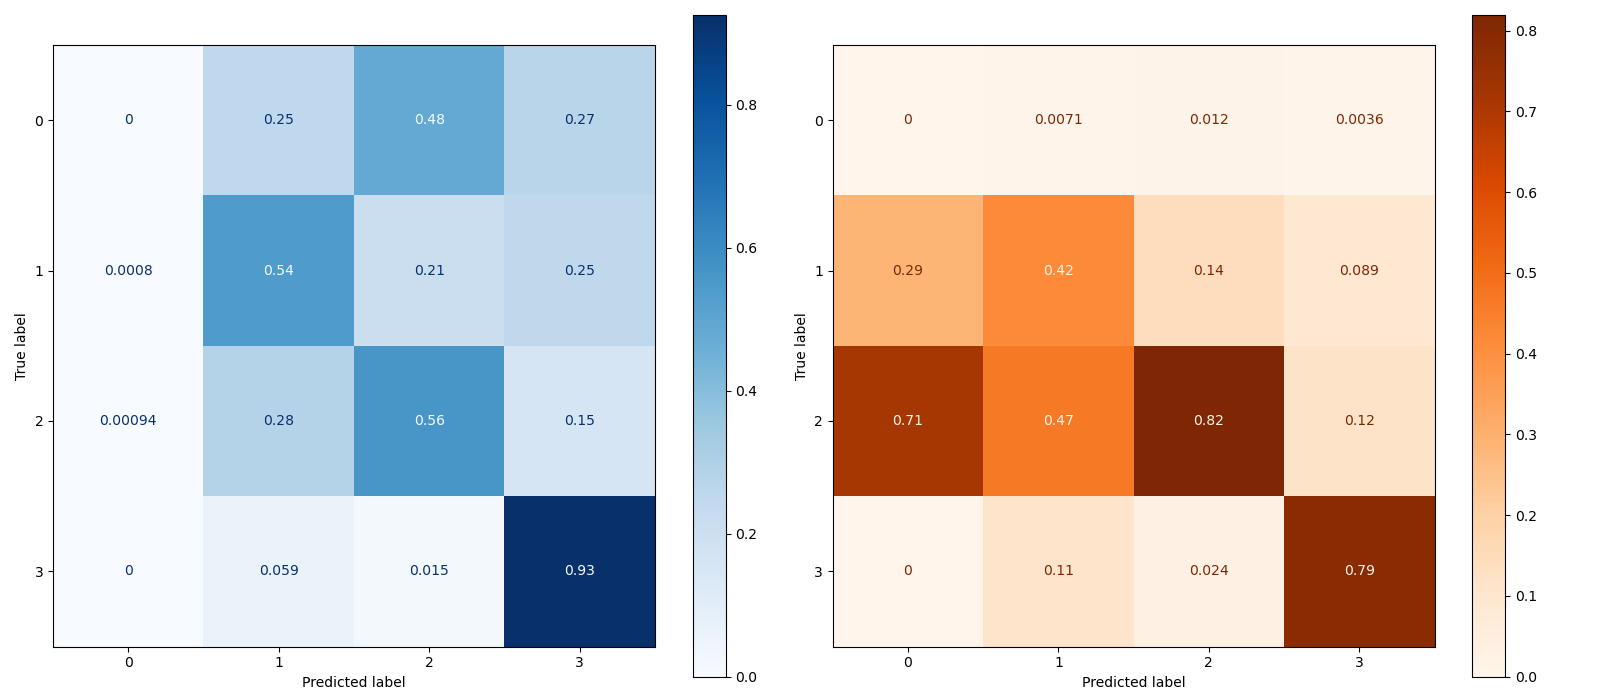 0 0 0.25 0.48 0.27
1 0.0008 0.54 0.21 0.25
2 0.00094 0.28 0.56 0.15
3 0 0.059 0.015 0.93
0 1 2 3
True label
Predicted label
0.8
0.6
0.4
0.2
0.0
0 0 0.0071 0.012 0.0036
1 0.29 0.42 0.14 0.089
2 0.71 0.47 0.82 0.12
3 0 0.11 0.024 0.79
0 1 2 3
True label
Predicted label
0.8
0.7
0.6
0.5
0.4
0.3
0.2
0.1
0.0